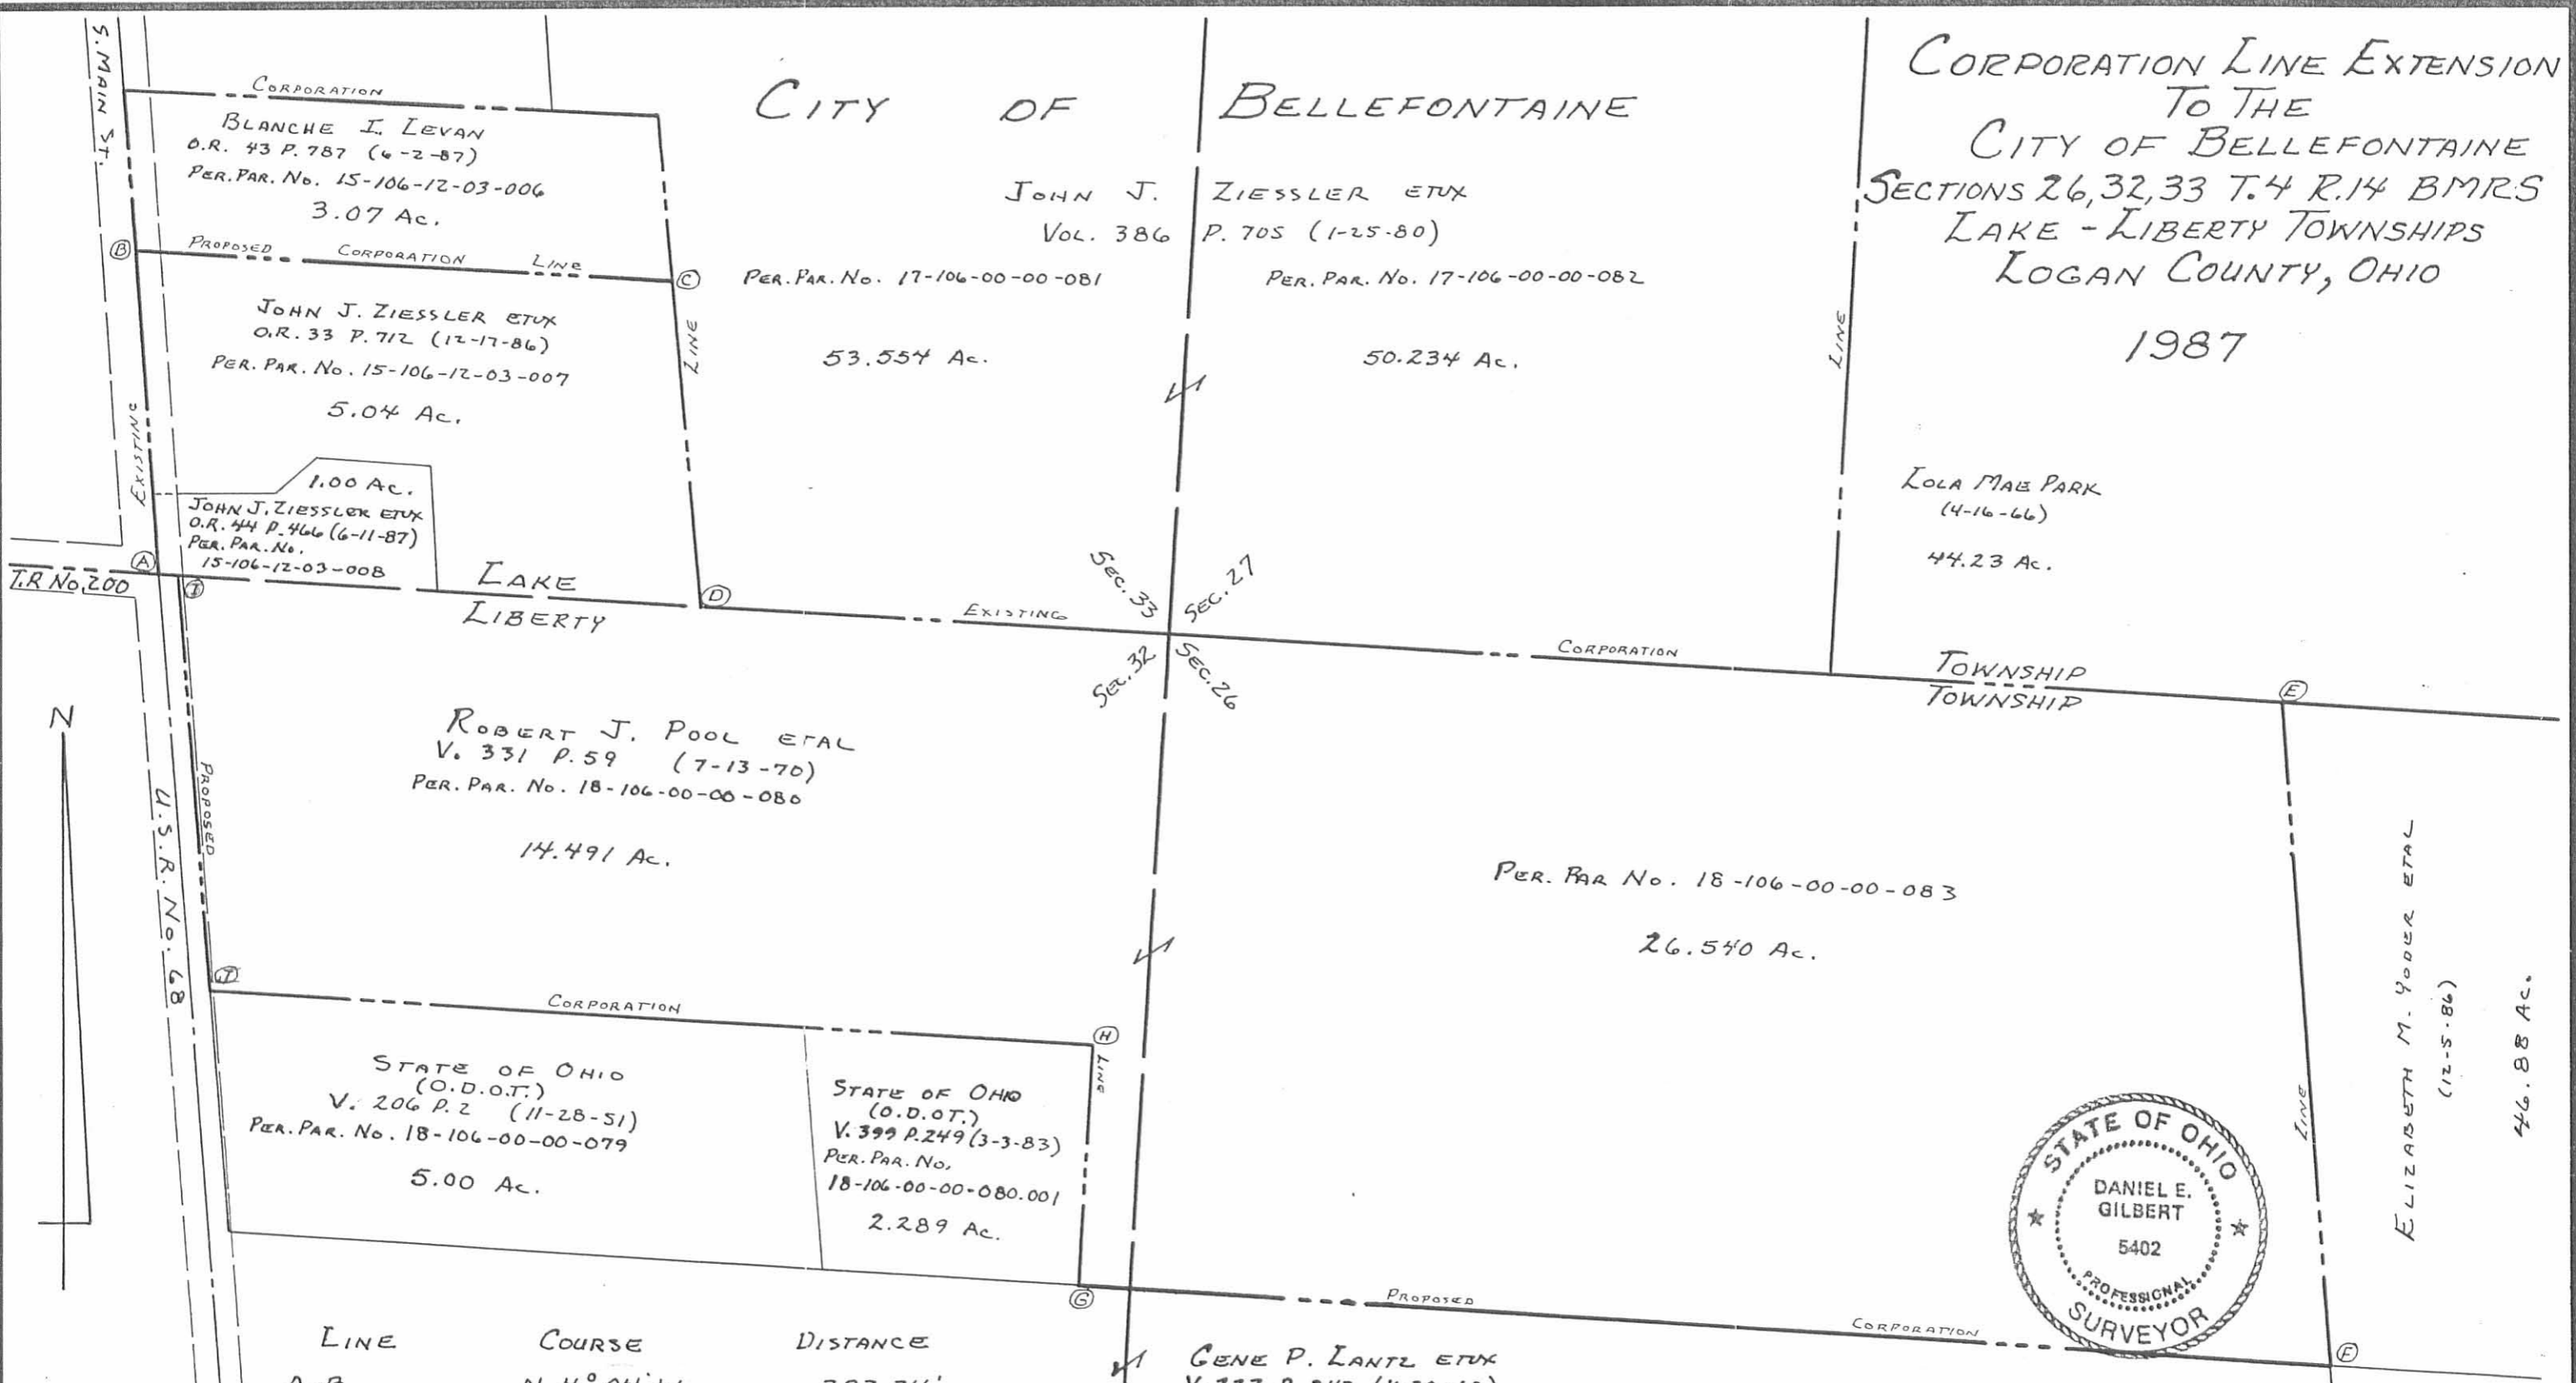 CORPORATION LINE EXTENSION
TO THE
CITY OF BELLEFONTAINE
SECTIONS 26,32,33 T.4 R.14 BMRS
LAKE - LIBERTY TOWNSHIPS
LOGAN COUNTY, OHIO
1987
S. MAIN ST.
CORPORATION
BLANCHE I. LEVAN
O.R. 43 P. 787 (6-2-87)
PER. PAR. No. 15-106-12-03-006
3.07 Ac.
CITY OF BELLEFONTAINE
JOHN J. ZIESSLER ETUX
VOL. 386 P. 705 (1-25-80)
PER. PAR. No. 17-106-00-00-081
PER. PAR. No. 17-106-00-00-082
53.554 Ac.
50.234 Ac.
B
PROPOSED CORPORATION LINE
C
JOHN J. ZIESSLER ETUX
O.R. 33 P. 712 (12-17-86)
PER. PAR. No. 15-106-12-03-007
5.04 Ac.
LINE
LINE
EXISTING
1.00 Ac.
JOHN J. ZIESSLER ETUX
O.R. 44 P. 466 (6-11-87)
PER. PAR. No.
15-106-12-03-008
LOLA MAE PARK
(4-16-66)
44.23 Ac.
A
T.R No. 200
I
LAKE
LIBERTY
D
EXISTING
SEC. 33
SEC. 27
SEC. 32
SEC. 26
CORPORATION
TOWNSHIP
TOWNSHIP
E
N
U.S.R. No. 68
PROPOSED
ROBERT J. POOL ETAL
V. 331 P. 59 (7-13-70)
PER. PAR. No. 18-106-00-00-080
14.491 Ac.
PER. PAR No. 18-106-00-00-083
26.540 Ac.
ELIZABETH M. YODER ETAL
(12-5-86)
46.88 Ac.
LINE
CORPORATION
H
LINE
STATE OF OHIO
(O.D.O.T.)
V. 206 P. 2 (11-28-51)
PER. PAR. No. 18-106-00-00-079
5.00 Ac.
STATE OF OHIO
(O.D.OT.)
V. 399 P. 249 (3-3-83)
PER. PAR. No.
18-106-00-00-080.001
2.289 Ac.
STATE OF OHIO
DANIEL E.
GILBERT
5402
PROFESSIONAL
SURVEYOR
G
PROPOSED
CORPORATION
F
LINE COURSE DISTANCE
GENE P. LANTZ ETUX